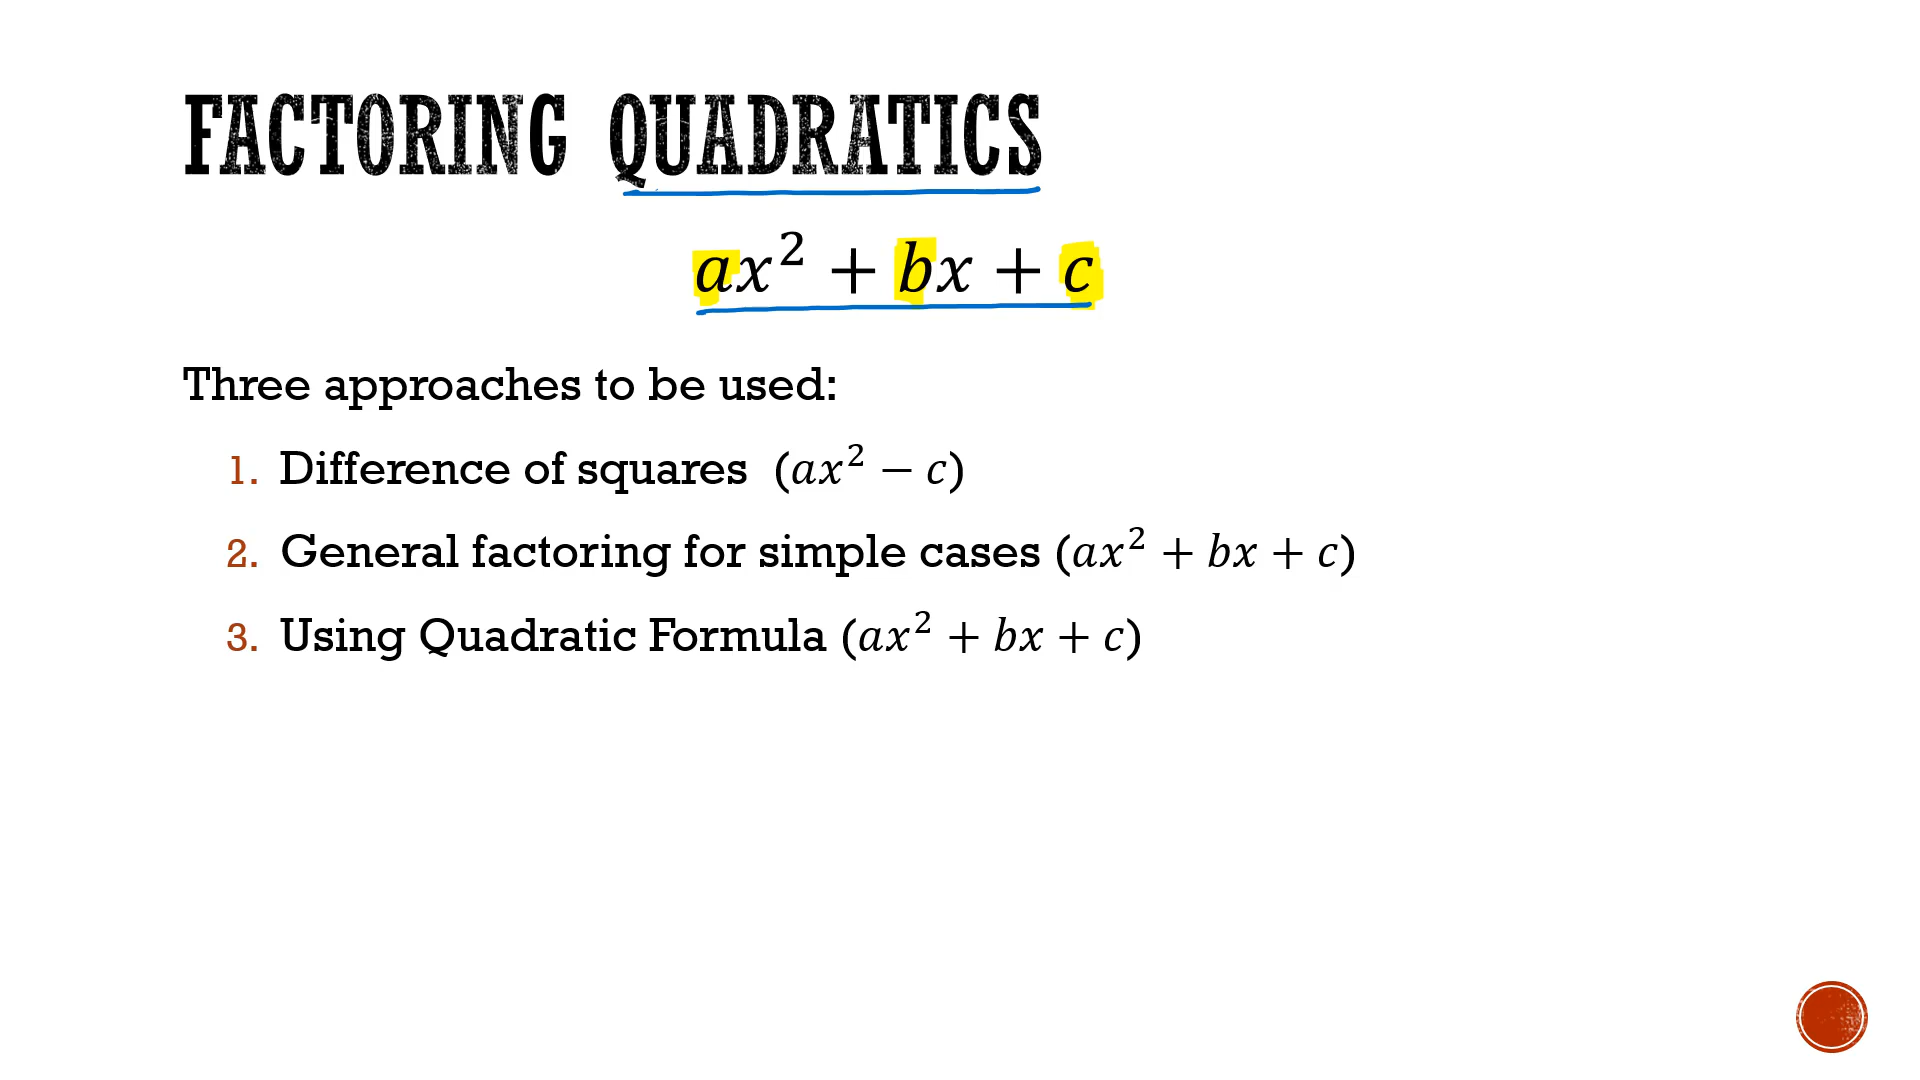 FACTORING QUADRATICS
ax² + bx + c
Three approaches to be used:
1. Difference of squares (ax² − c)
2. General factoring for simple cases (ax² + bx + c)
3. Using Quadratic Formula (ax² + bx + c)